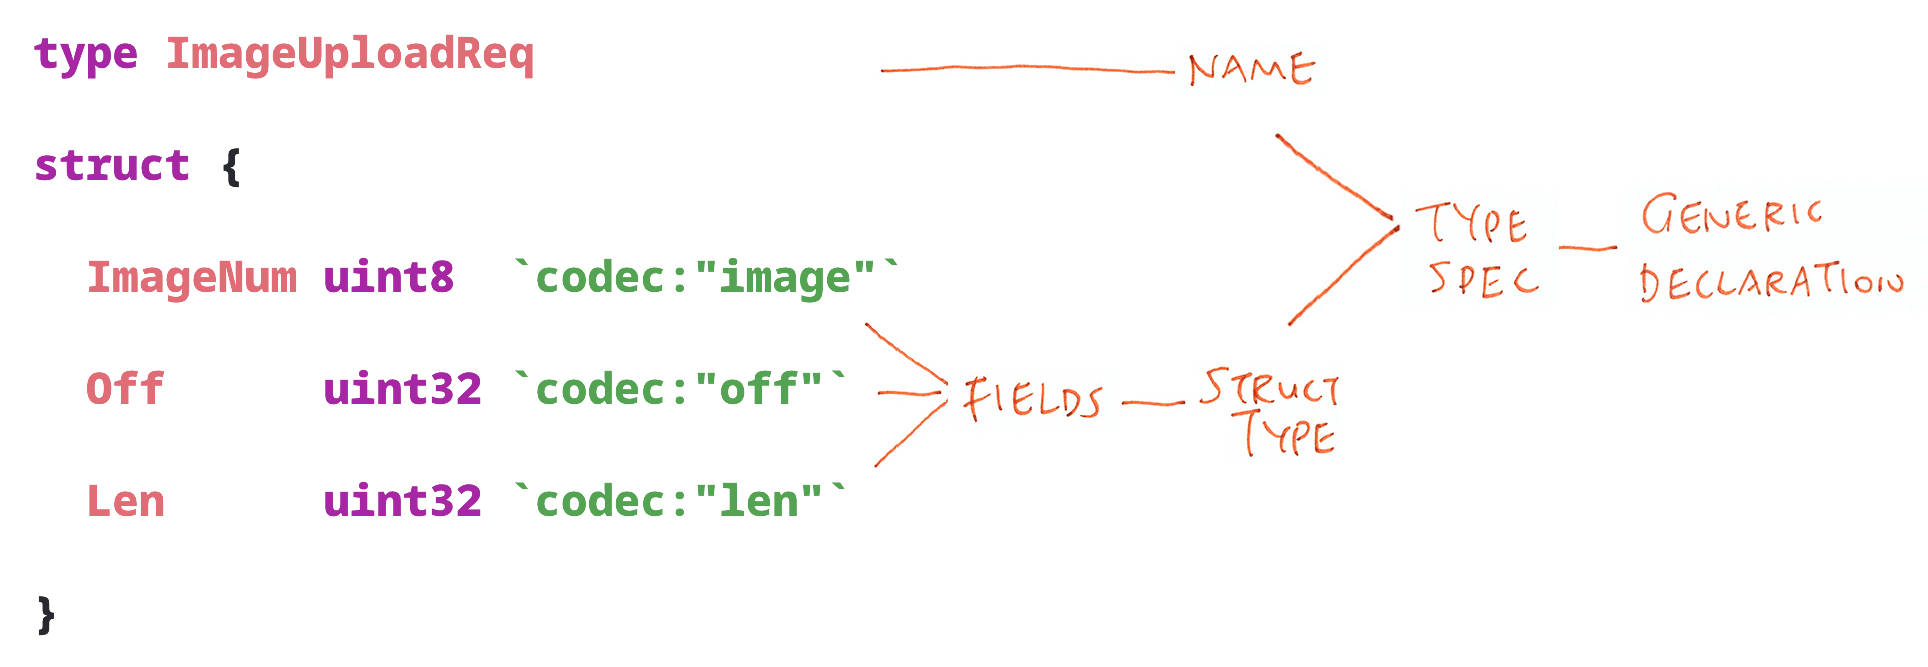 type ImageUploadReq
NAME
struct {
TYPE
SPEC
GENERIC
DECLARATION
ImageNum uint8 `codec:"image"`
Off uint32 `codec:"off"`
FIELDS
STRUCT
TYPE
Len uint32 `codec:"len"`
}